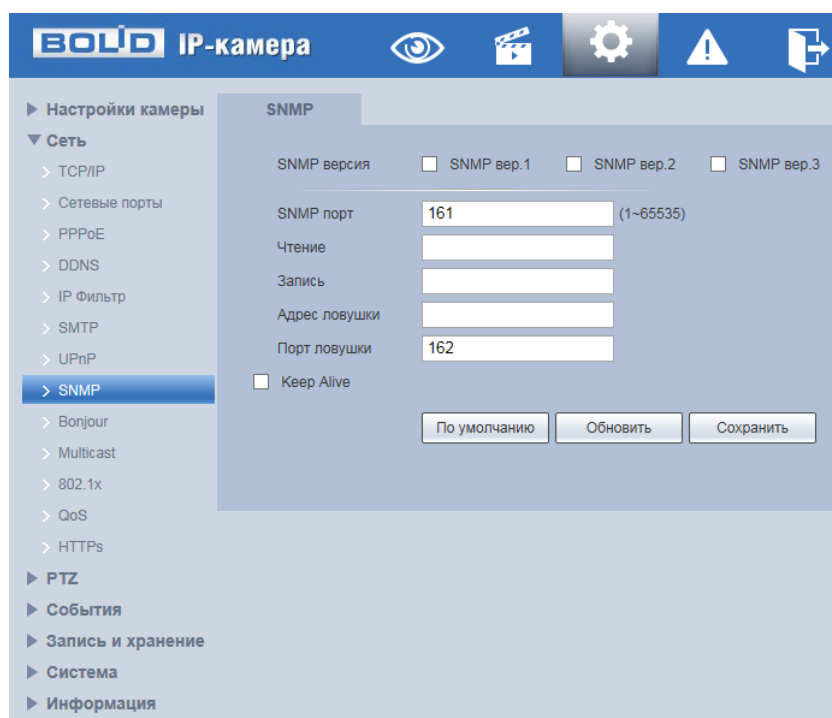 BOLID IP-камера
Настройки камеры
Сеть
TCP/IP
Сетевые порты
PPPoE
DDNS
IP Фильтр
SMTP
UPnP
SNMP
Bonjour
Multicast
802.1x
QoS
HTTPs
PTZ
События
Запись и хранение
Система
Информация
SNMP
SNMP версия SNMP вер.1 SNMP вер.2 SNMP вер.3
SNMP порт 161 (1~65535)
Чтение
Запись
Адрес ловушки
Порт ловушки 162
Keep Alive
По умолчанию Обновить Сохранить